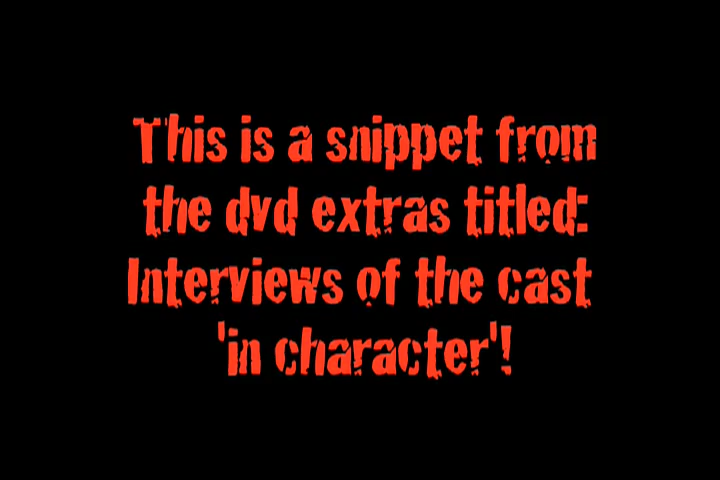 This is a snippet from
the dvd extras titled:
Interviews of the cast
'in character'!